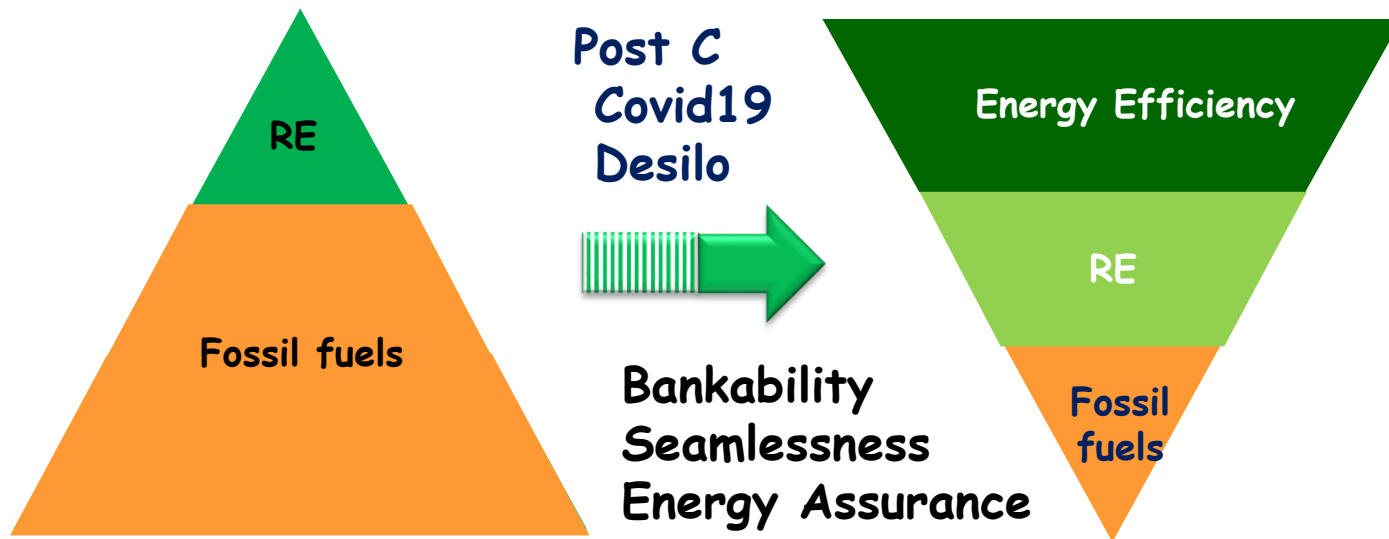 RE
Fossil fuels
Post C
Covid19
Desilo
Bankability
Seamlessness
Energy Assurance
Energy Efficiency
RE
Fossil
fuels